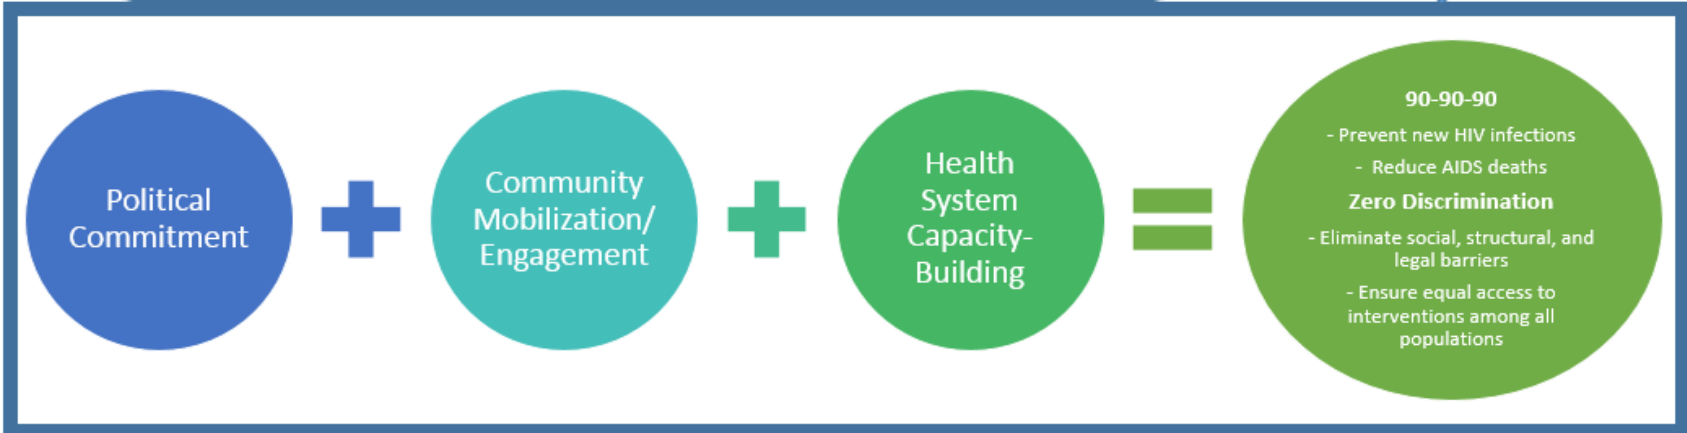 Political
Commitment
Community
Mobilization/
Engagement
Health
System
Capacity-
Building
90-90-90
- Prevent new HIV infections
- Reduce AIDS deaths
Zero Discrimination
- Eliminate social, structural, and
legal barriers
- Ensure equal access to
interventions among all
populations